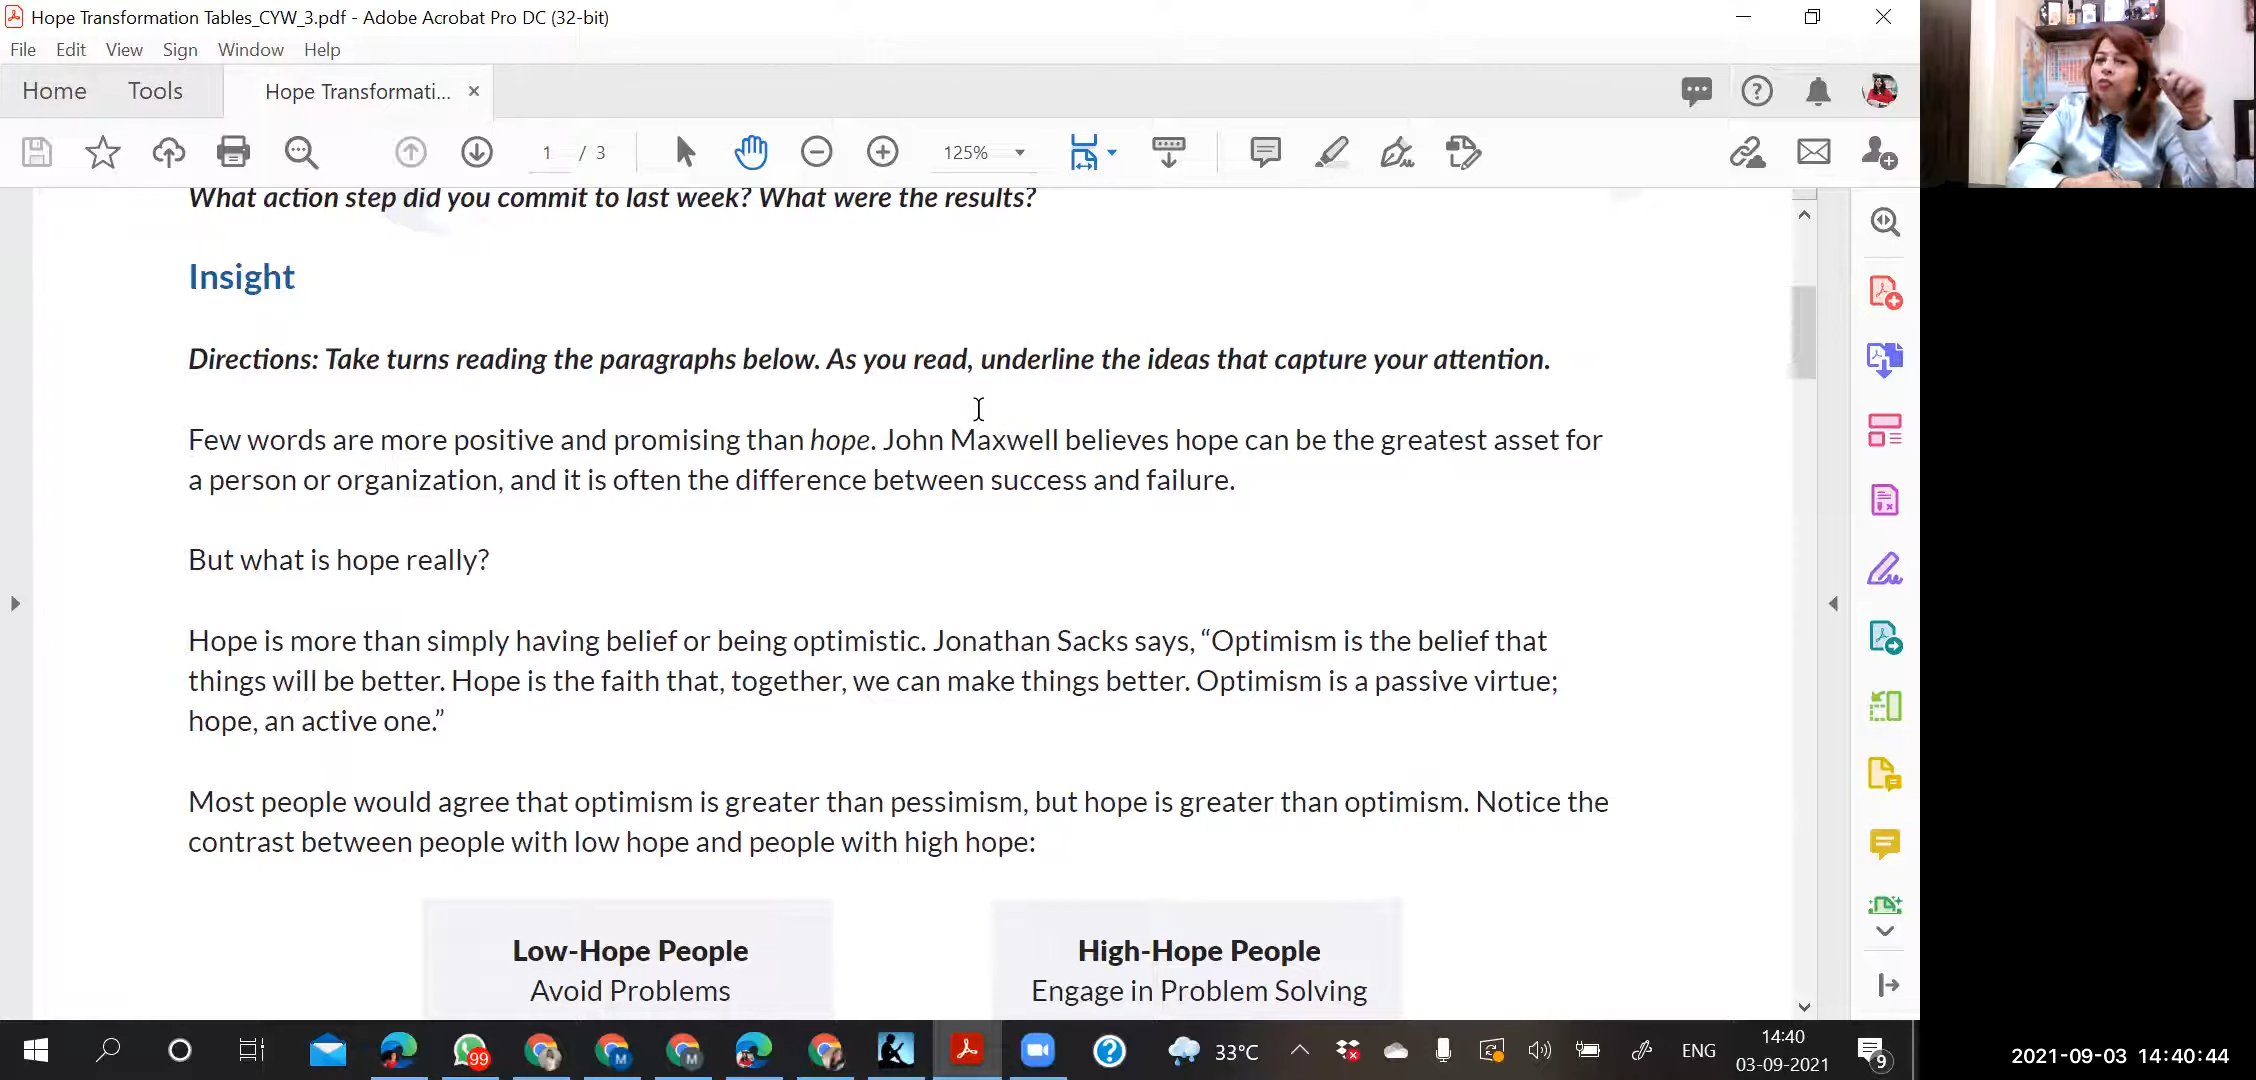 Hope Transformation Tables_CYW_3.pdf - Adobe Acrobat Pro DC (32-bit)
File Edit View Sign Window Help
Home Tools Hope Transformati...
1 / 3 125%
What action step did you commit to last week? What were the results?
Insight
Directions: Take turns reading the paragraphs below. As you read, underline the ideas that capture your attention.
Few words are more positive and promising than hope. John Maxwell believes hope can be the greatest asset for
a person or organization, and it is often the difference between success and failure.
But what is hope really?
Hope is more than simply having belief or being optimistic. Jonathan Sacks says, “Optimism is the belief that
things will be better. Hope is the faith that, together, we can make things better. Optimism is a passive virtue;
hope, an active one.”
Most people would agree that optimism is greater than pessimism, but hope is greater than optimism. Notice the
contrast between people with low hope and people with high hope:
Low-Hope People
Avoid Problems
High-Hope People
Engage in Problem Solving
99
M
M
33°C
ENG
14:40
03-09-2021
9
2021-09-03 14:40:44